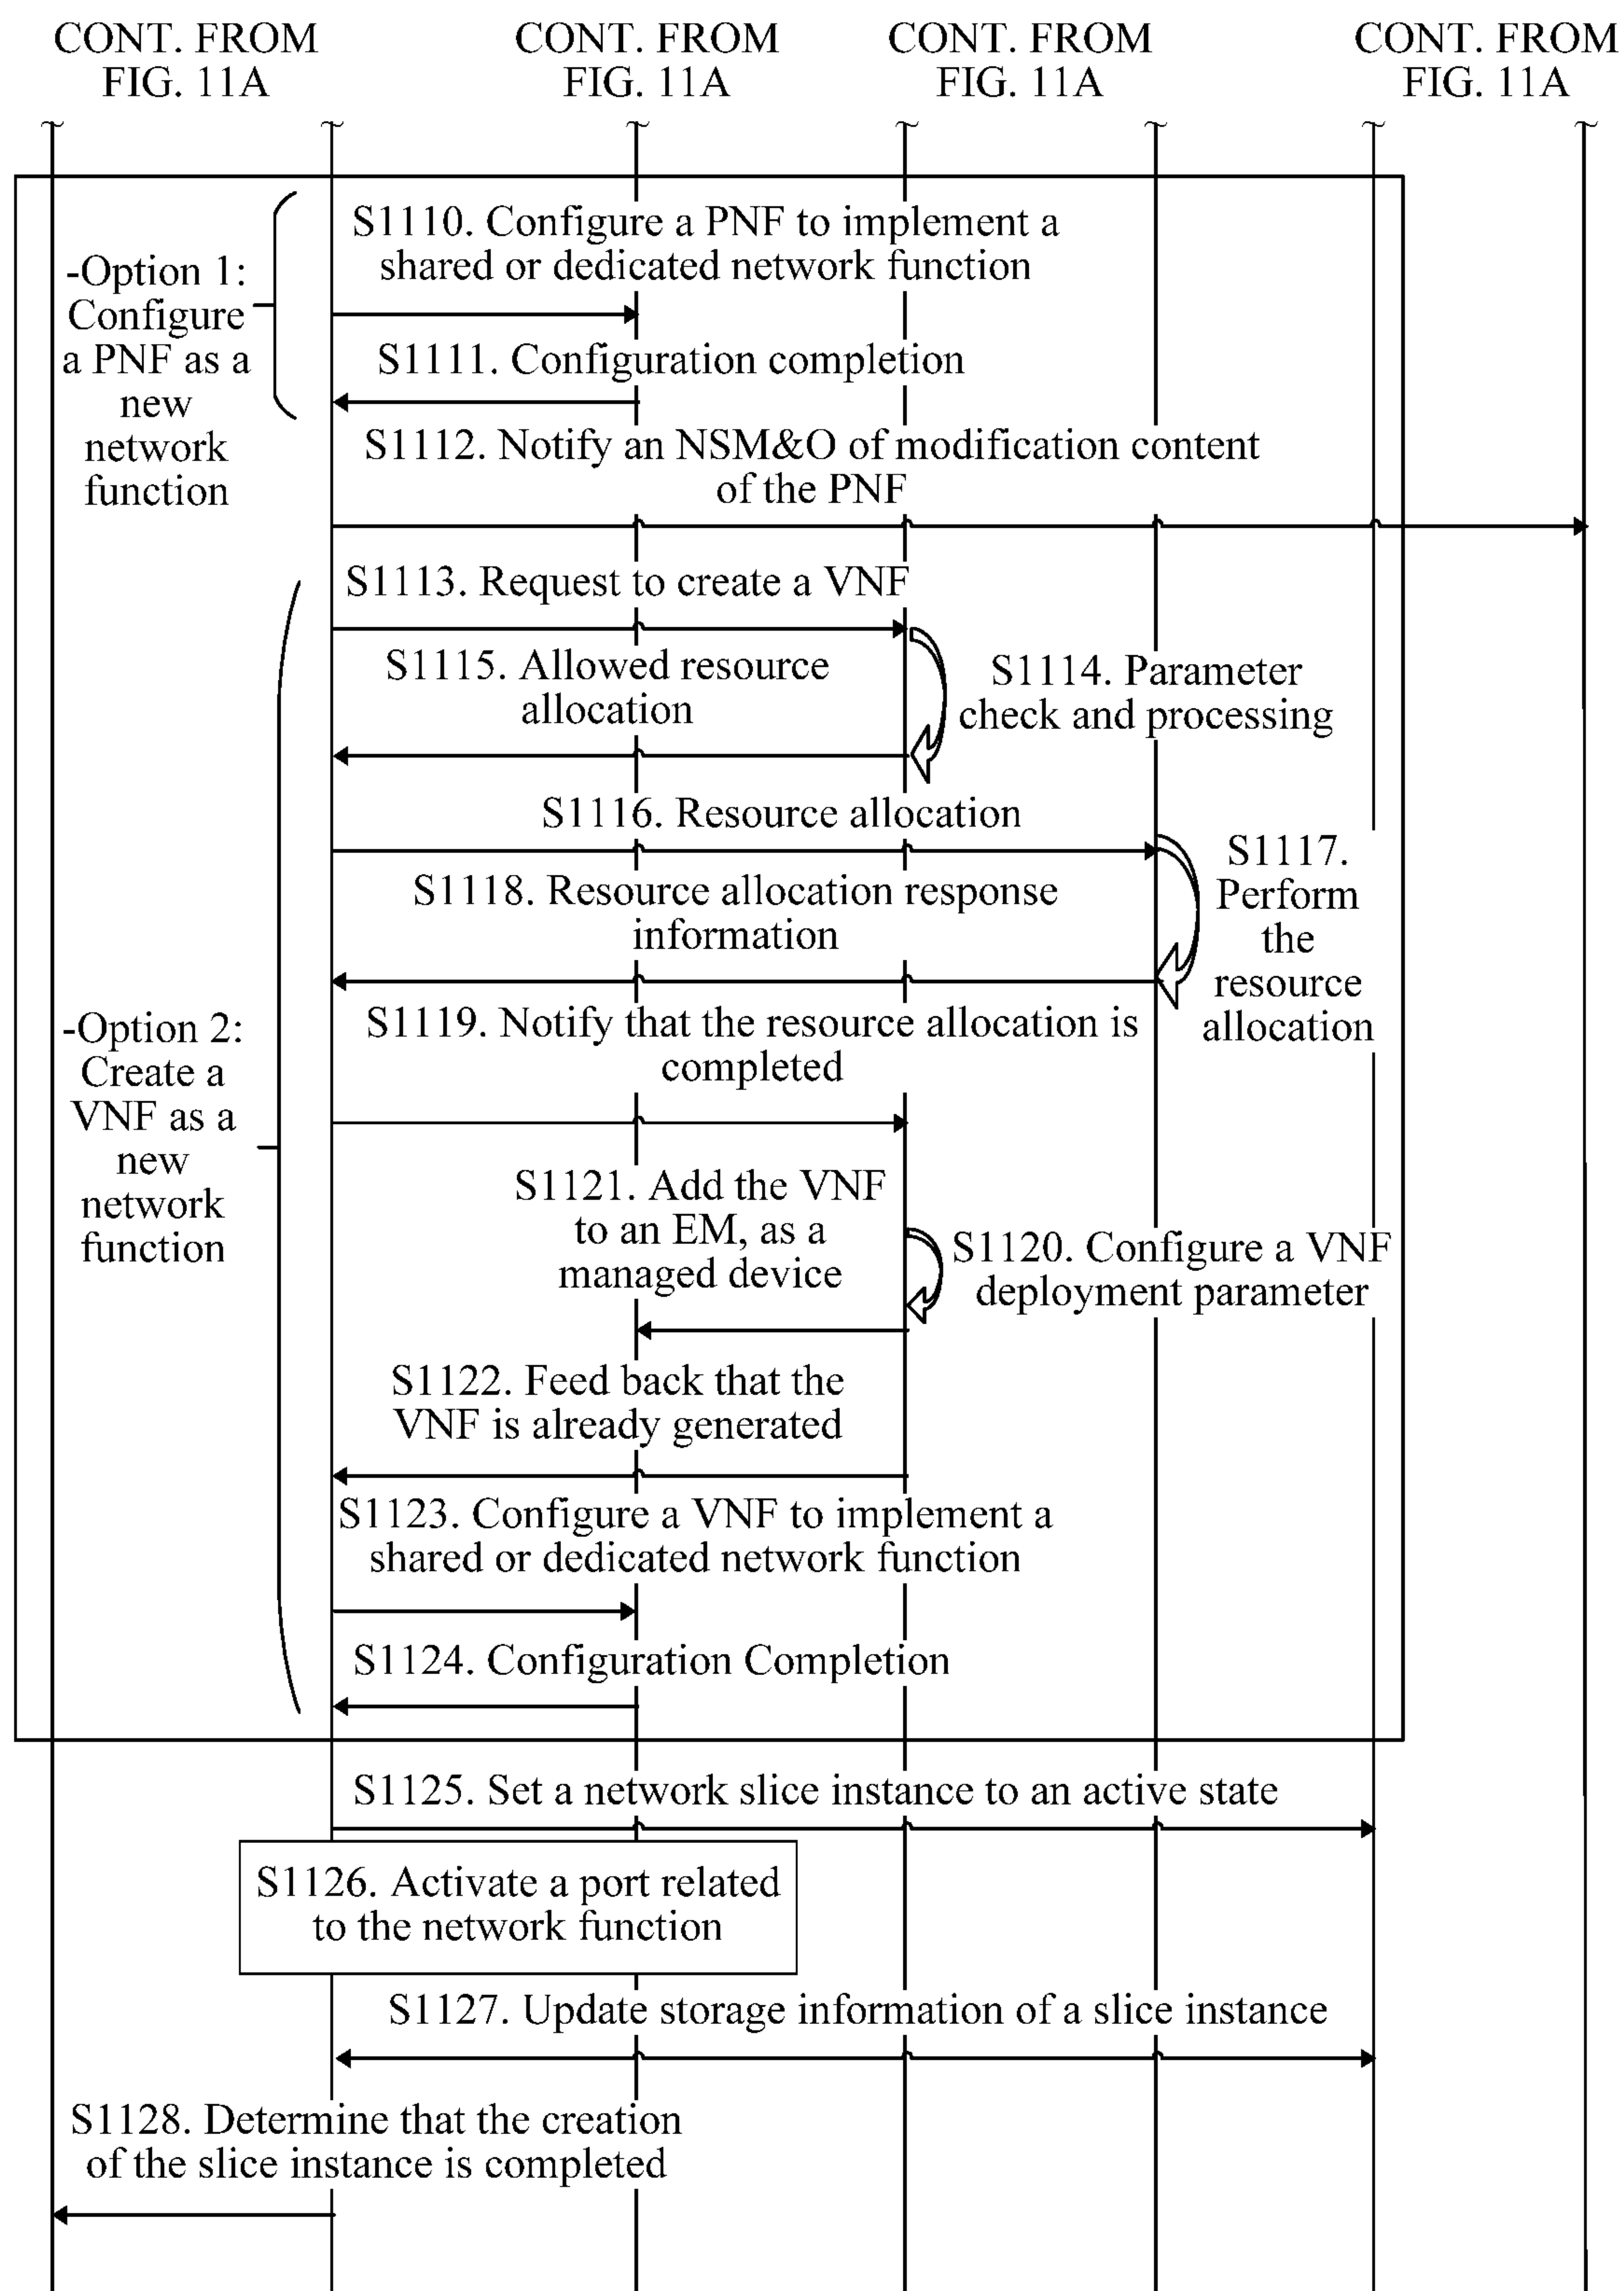 CONT. FROM
FIG. 11A
CONT. FROM
FIG. 11A
CONT. FROM
FIG. 11A
CONT. FROM
FIG. 11A
-Option 1:
Configure
a PNF as a
new
network
function
S1110. Configure a PNF to implement a
shared or dedicated network function
S1111. Configuration completion
S1112. Notify an NSM&O of modification content
of the PNF
-Option 2:
Create a
VNF as a
new
network
function
S1113. Request to create a VNF
S1115. Allowed resource
allocation
S1114. Parameter
check and processing
S1116. Resource allocation
S1117.
Perform
the
resource
allocation
S1118. Resource allocation response
information
S1119. Notify that the resource allocation is
completed
S1121. Add the VNF
to an EM, as a
managed device
S1120. Configure a VNF
deployment parameter
S1122. Feed back that the
VNF is already generated
S1123. Configure a VNF to implement a
shared or dedicated network function
S1124. Configuration Completion
S1125. Set a network slice instance to an active state
S1126. Activate a port related
to the network function
S1127. Update storage information of a slice instance
S1128. Determine that the creation
of the slice instance is completed